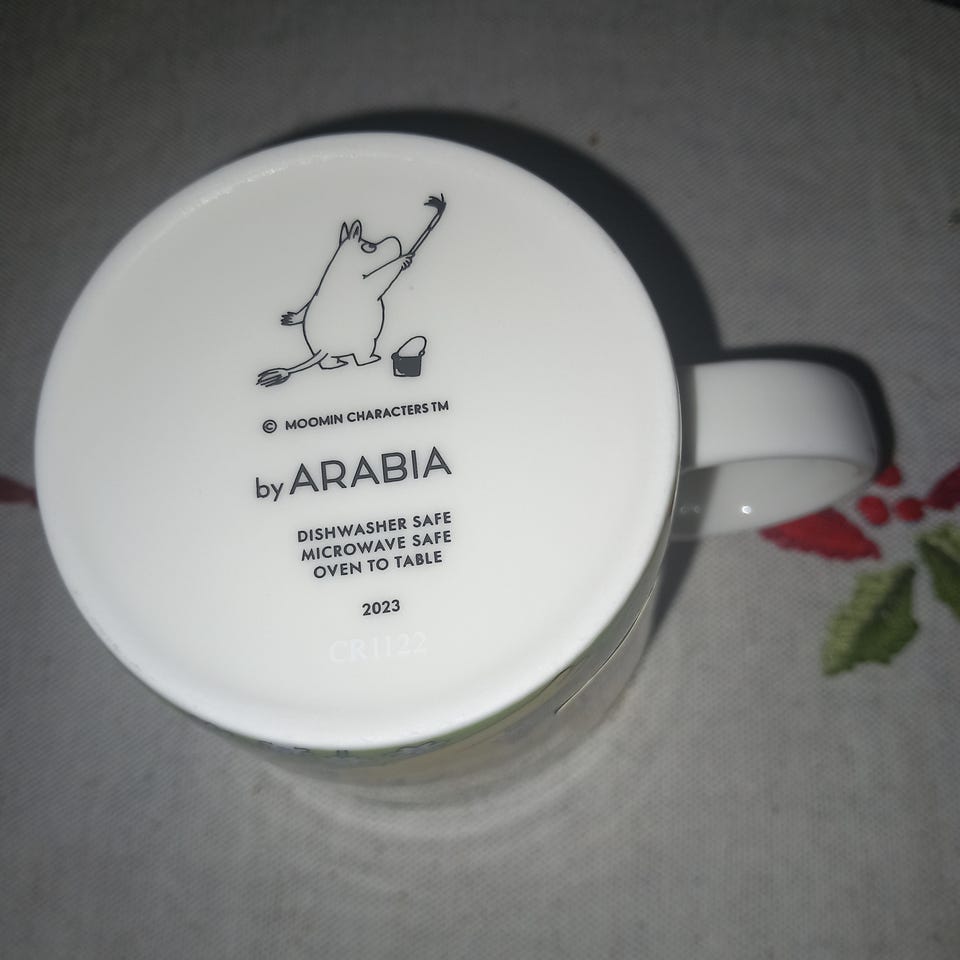 © MOOMIN CHARACTERS TM
by ARABIA
DISHWASHER SAFE
MICROWAVE SAFE
OVEN TO TABLE
2023
CR1122